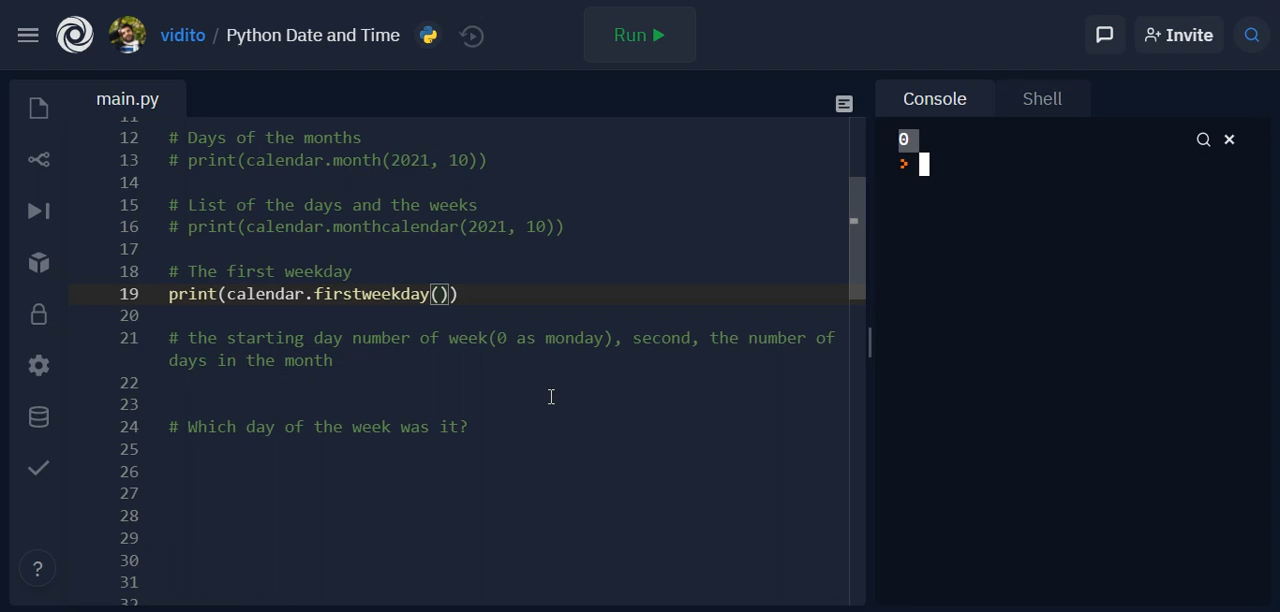 vidito / Python Date and Time
Run
Invite
main.py
Console
Shell
11
12 # Days of the months
13 # print(calendar.month(2021, 10))
14
15 # List of the days and the weeks
16 # print(calendar.monthcalendar(2021, 10))
17
18 # The first weekday
19 print(calendar.firstweekday())
20
21 # the starting day number of week(0 as monday), second, the number of
days in the month
22
23
24 # Which day of the week was it?
25
26
27
28
29
30
31
32
0
>
?